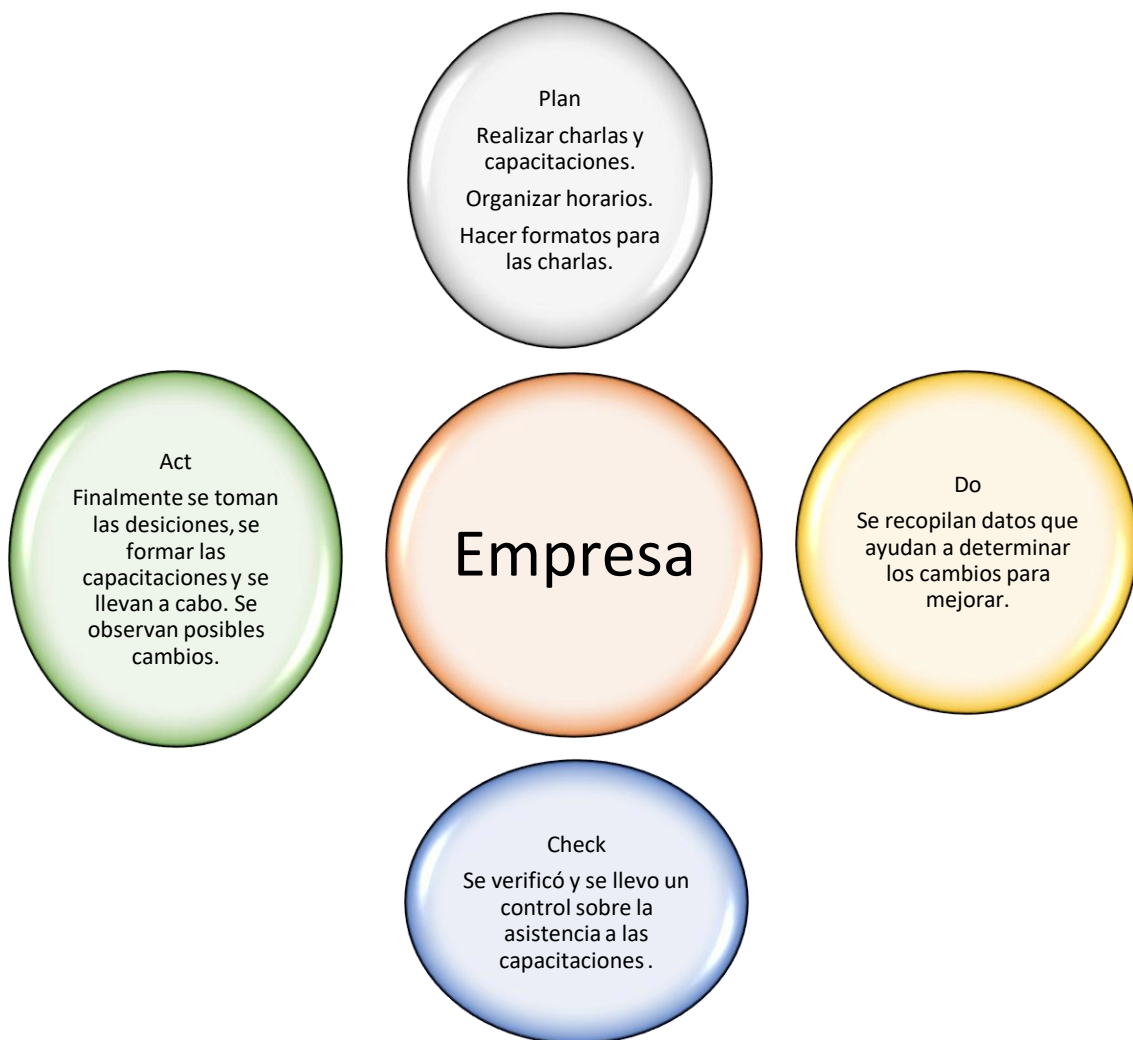 Plan
Realizar charlas y
capacitaciones.
Organizar horarios.
Hacer formatos para
las charlas.
Act
Finalmente se toman
las desiciones, se
formar las
capacitaciones y se
llevan a cabo. Se
observan posibles
cambios.
Empresa
Do
Se recopilan datos que
ayudan a determinar
los cambios para
mejorar.
Check
Se verificó y se llevo un
control sobre la
asistencia a las
capacitaciones .